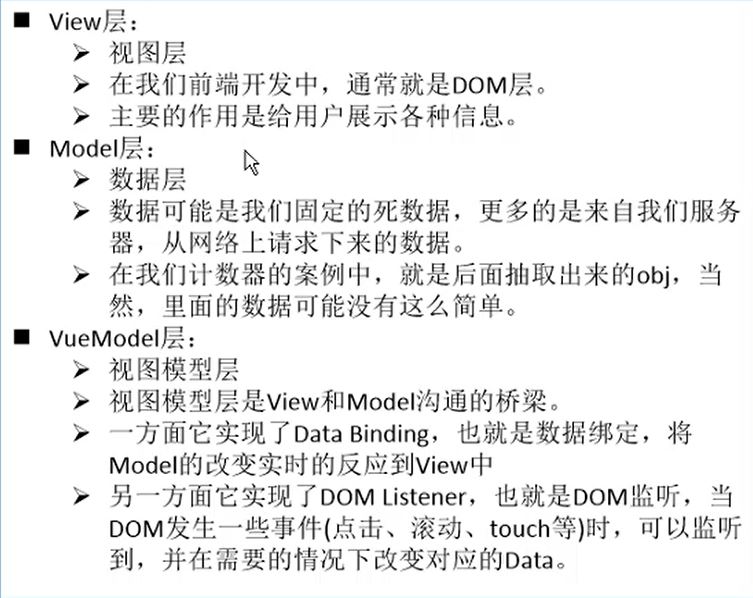 ■ View层：
➢ 视图层
➢ 在我们前端开发中，通常就是DOM层。
➢ 主要的作用是给用户展示各种信息。
■ Model层：
➢ 数据层
➢ 数据可能是我们固定的死数据，更多的是来自我们服务
器，从网络上请求下来的数据。
➢ 在我们计数器的案例中，就是后面抽取出来的obj，当
然，里面的数据可能没有这么简单。
■ VueModel层：
➢ 视图模型层
➢ 视图模型层是View和Model沟通的桥梁。
➢ 一方面它实现了Data Binding，也就是数据绑定，将
Model的改变实时的反应到View中
➢ 另一方面它实现了DOM Listener，也就是DOM监听，当
DOM发生一些事件(点击、滚动、touch等)时，可以监听
到，并在需要的情况下改变对应的Data。